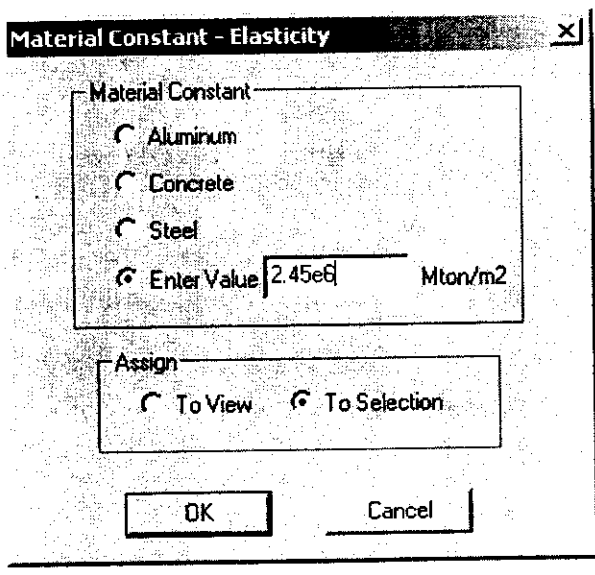 Material Constant - Elasticity
Material Constant
Aluminum
Concrete
Steel
Enter Value 2.45e6 Mton/m2
Assign
To View To Selection
OK Cancel